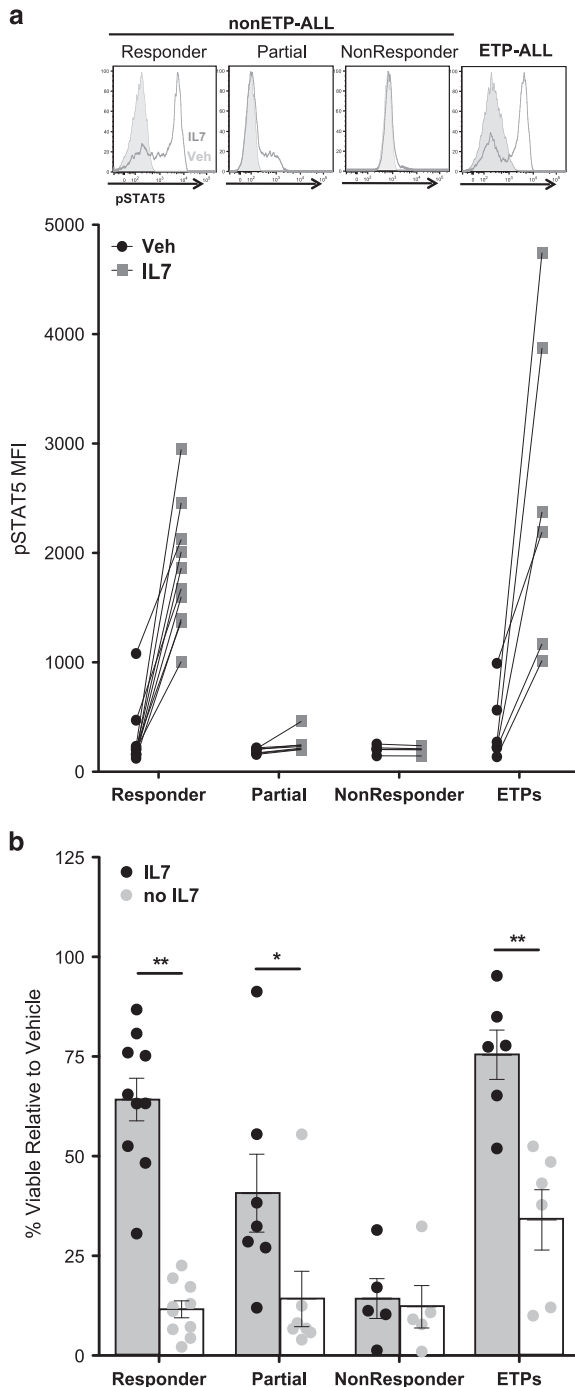 a
nonETP-ALL
Responder Partial NonResponder ETP-ALL
IL7
Veh
pSTAT5
Veh
IL7
5000
4000
3000
2000
1000
0
pSTAT5 MFI
Responder Partial NonResponder ETPs
b
IL7
no IL7
125
100
75
50
25
0
% Viable Relative to Vehicle
** * **
Responder Partial NonResponder ETPs